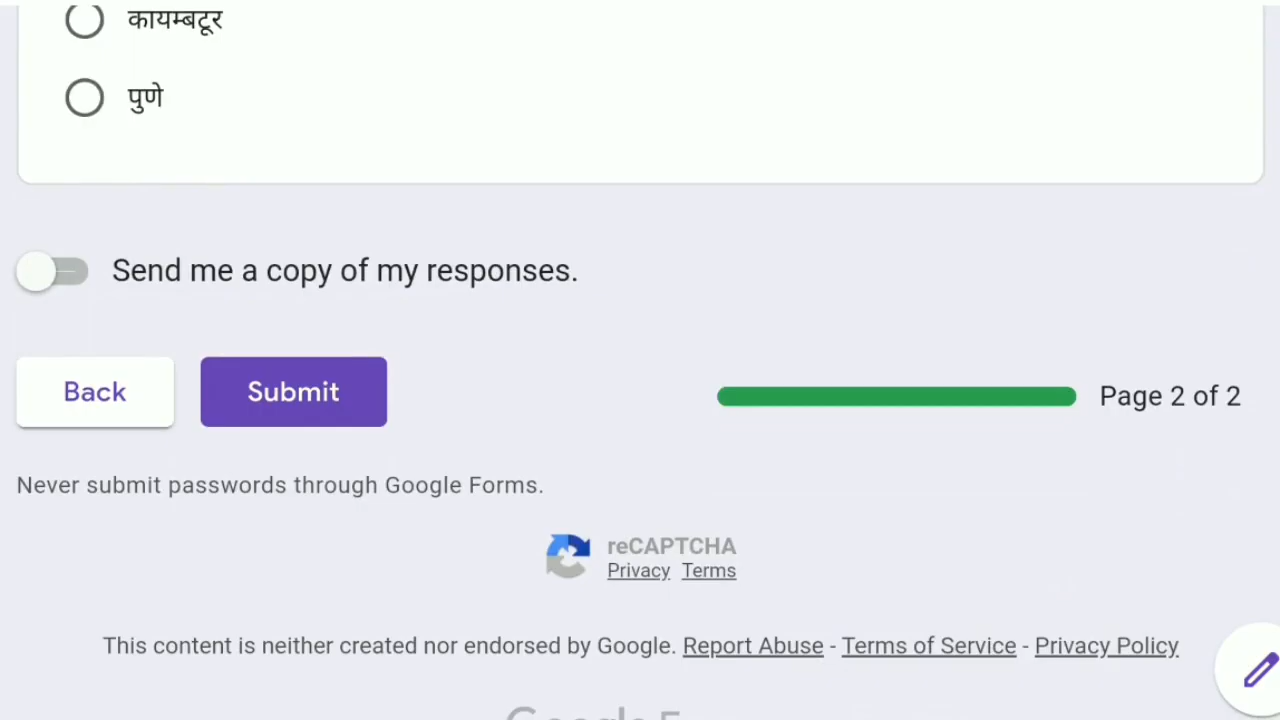 कायम्बटूर
पुणे
Send me a copy of my responses.
Back
Submit
Page 2 of 2
Never submit passwords through Google Forms.
reCAPTCHA
Privacy Terms
This content is neither created nor endorsed by Google. Report Abuse - Terms of Service - Privacy Policy